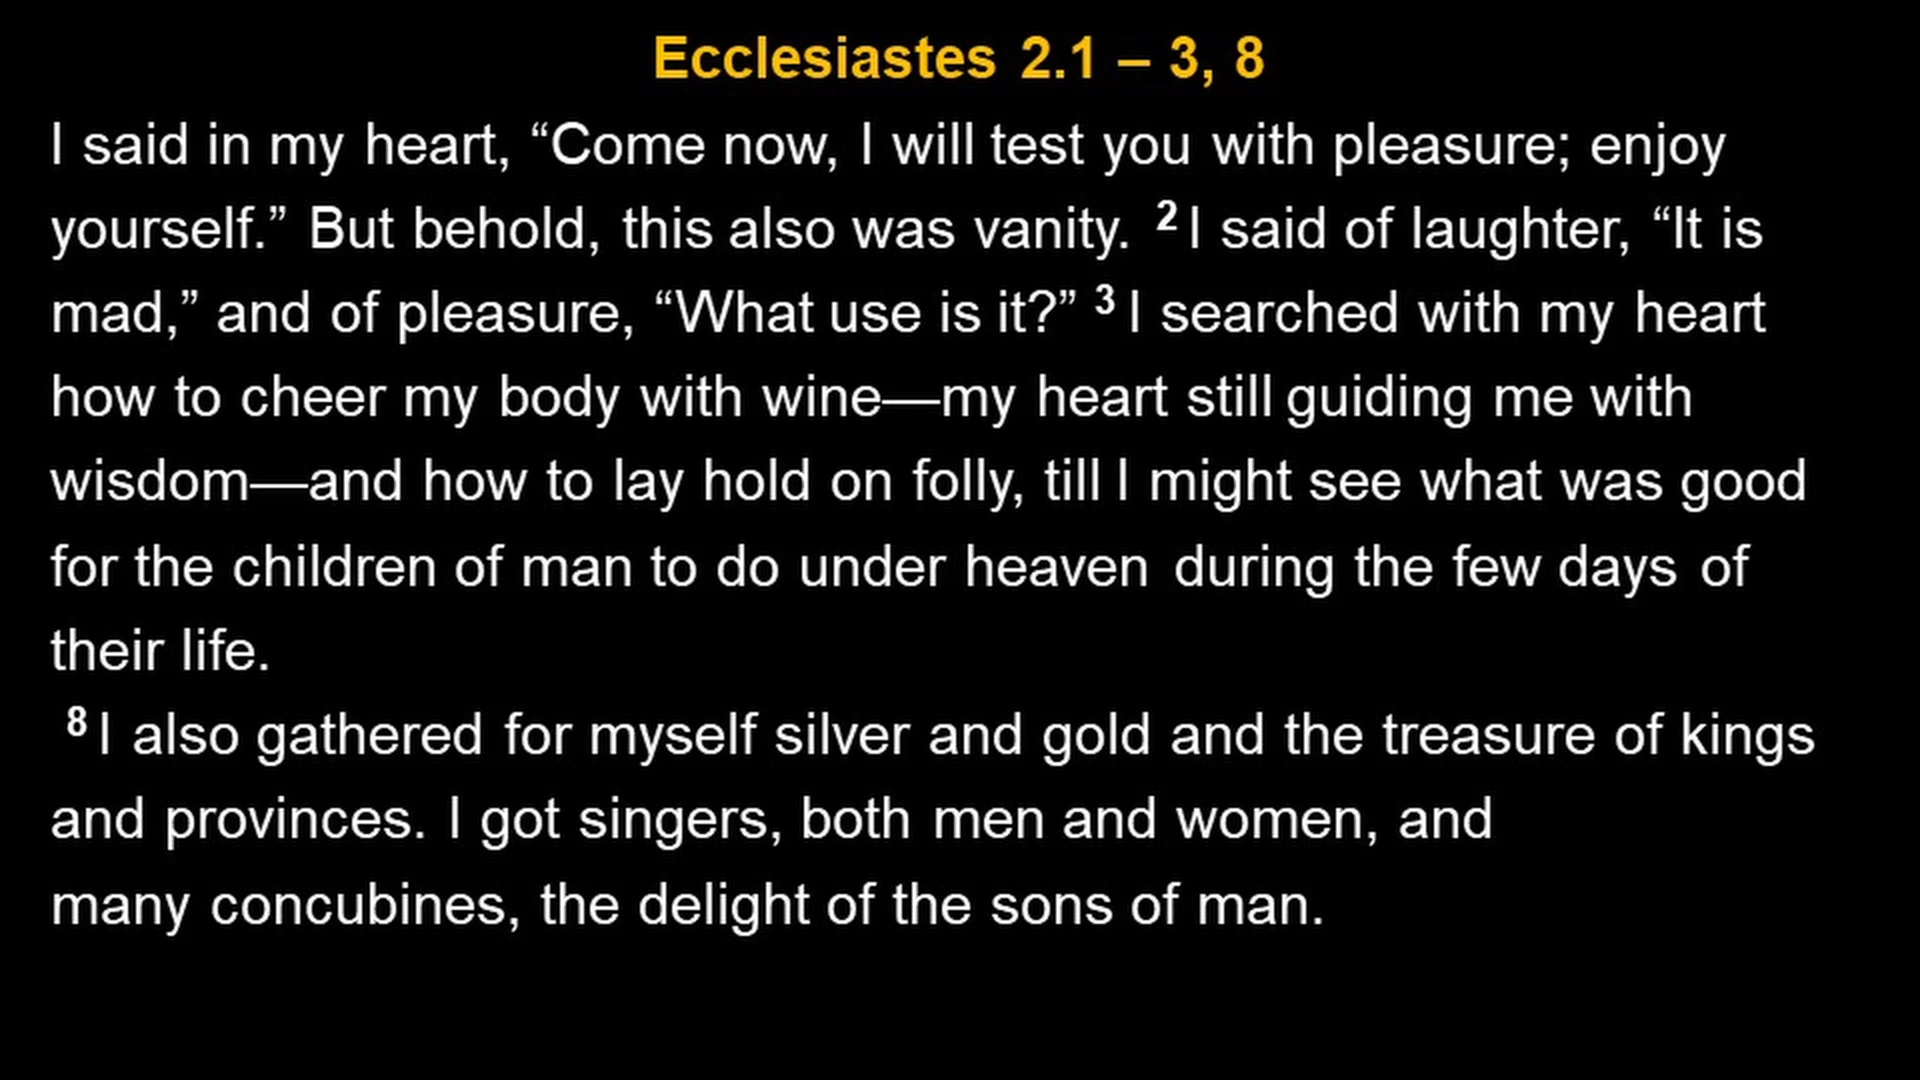 Ecclesiastes 2.1 – 3, 8
I said in my heart, “Come now, I will test you with pleasure; enjoy
yourself.” But behold, this also was vanity. ²I said of laughter, “It is
mad,” and of pleasure, “What use is it?” ³I searched with my heart
how to cheer my body with wine—my heart still guiding me with
wisdom—and how to lay hold on folly, till I might see what was good
for the children of man to do under heaven during the few days of
their life.
⁸I also gathered for myself silver and gold and the treasure of kings
and provinces. I got singers, both men and women, and
many concubines, the delight of the sons of man.